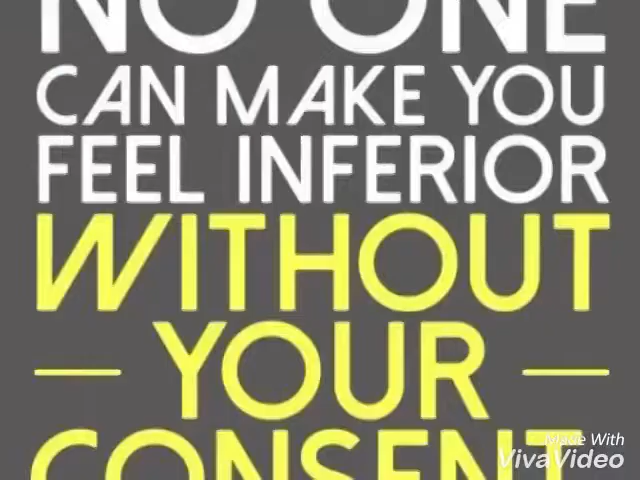 NO ONE
CAN MAKE YOU
FEEL INFERIOR
WITHOUT
YOUR
CONSENT
Made With
VivaVideo